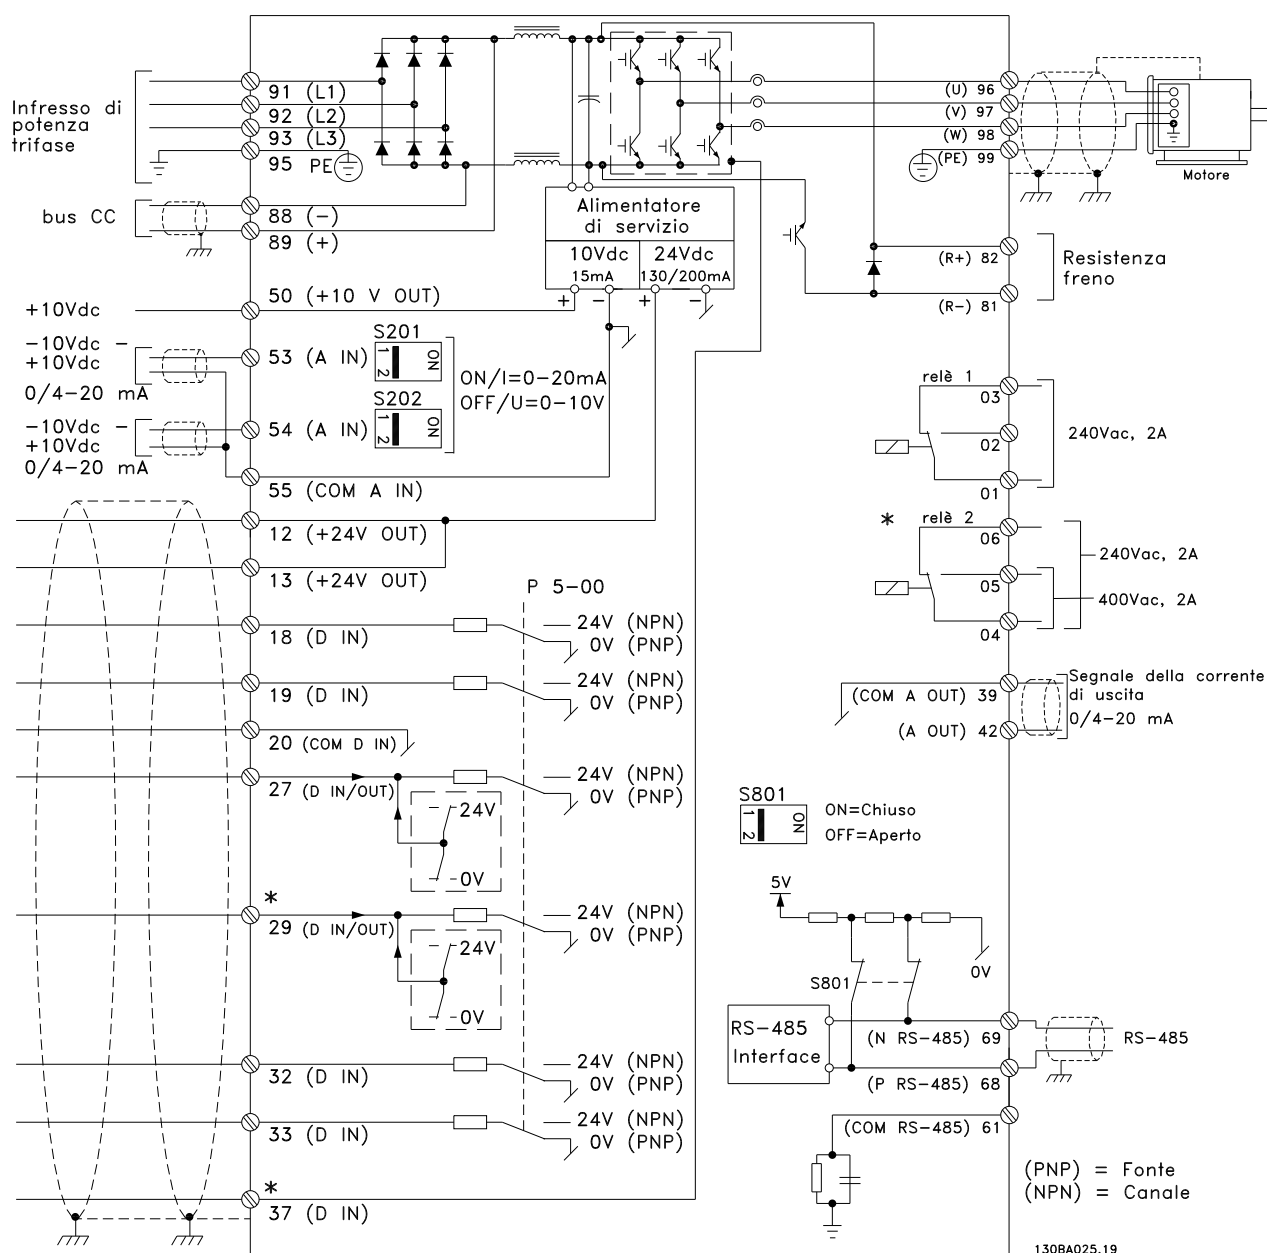 Infresso di
potenza
trifase
91 (L1)
92 (L2)
93 (L3)
95 PE
bus CC
88 (−)
89 (+)
Alimentatore
di servizio
10Vdc
15mA
24Vdc
130/200mA
+ − + −
(U) 96
(V) 97
(W) 98
(PE) 99
Motore
(R+) 82
(R−) 81
Resistenza
freno
+10Vdc
50 (+10 V OUT)
−10Vdc −
+10Vdc
0/4−20 mA
53 (A IN)
S201
1 2
ON
ON/I=0−20mA
OFF/U=0−10V
−10Vdc −
+10Vdc
0/4−20 mA
54 (A IN)
S202
1 2
ON
55 (COM A IN)
12 (+24V OUT)
13 (+24V OUT)
relè 1
03
02
01
240Vac, 2A
* relè 2
06
05
04
240Vac, 2A
400Vac, 2A
P 5−00
18 (D IN)
24V (NPN)
0V (PNP)
19 (D IN)
24V (NPN)
0V (PNP)
20 (COM D IN)
27 (D IN/OUT)
24V (NPN)
0V (PNP)
24V
0V
*
29 (D IN/OUT)
24V (NPN)
0V (PNP)
24V
0V
32 (D IN)
24V (NPN)
0V (PNP)
33 (D IN)
24V (NPN)
0V (PNP)
*
37 (D IN)
(COM A OUT) 39
(A OUT) 42
Segnale della corrente
di uscita
0/4−20 mA
S801
1 2
ON
ON=Chiuso
OFF=Aperto
5V
0V
S801
RS−485
Interface
(N RS−485) 69
(P RS−485) 68
(COM RS−485) 61
RS−485
(PNP) = Fonte
(NPN) = Canale
130BA025.19